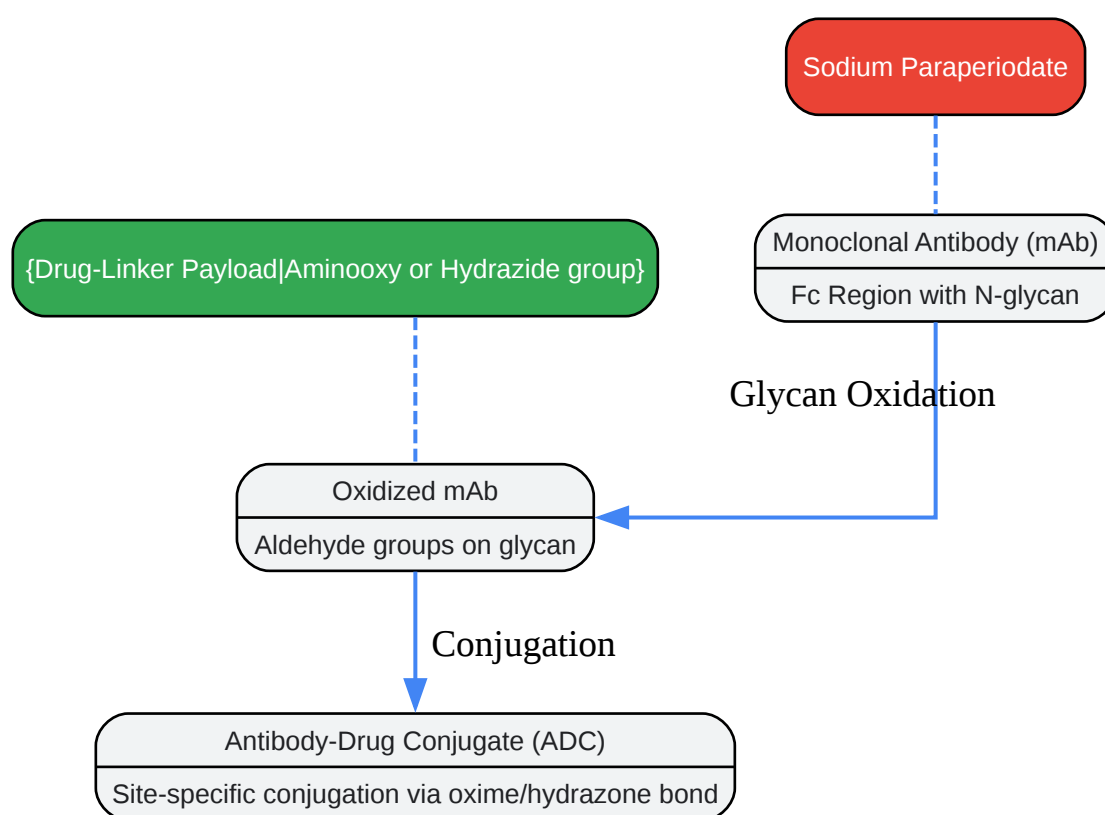 Sodium Paraperiodate
Monoclonal Antibody (mAb)
Fc Region with N-glycan
{Drug-Linker Payload|Aminooxy or Hydrazide group}
Glycan Oxidation
Oxidized mAb
Aldehyde groups on glycan
Conjugation
Antibody-Drug Conjugate (ADC)
Site-specific conjugation via oxime/hydrazone bond